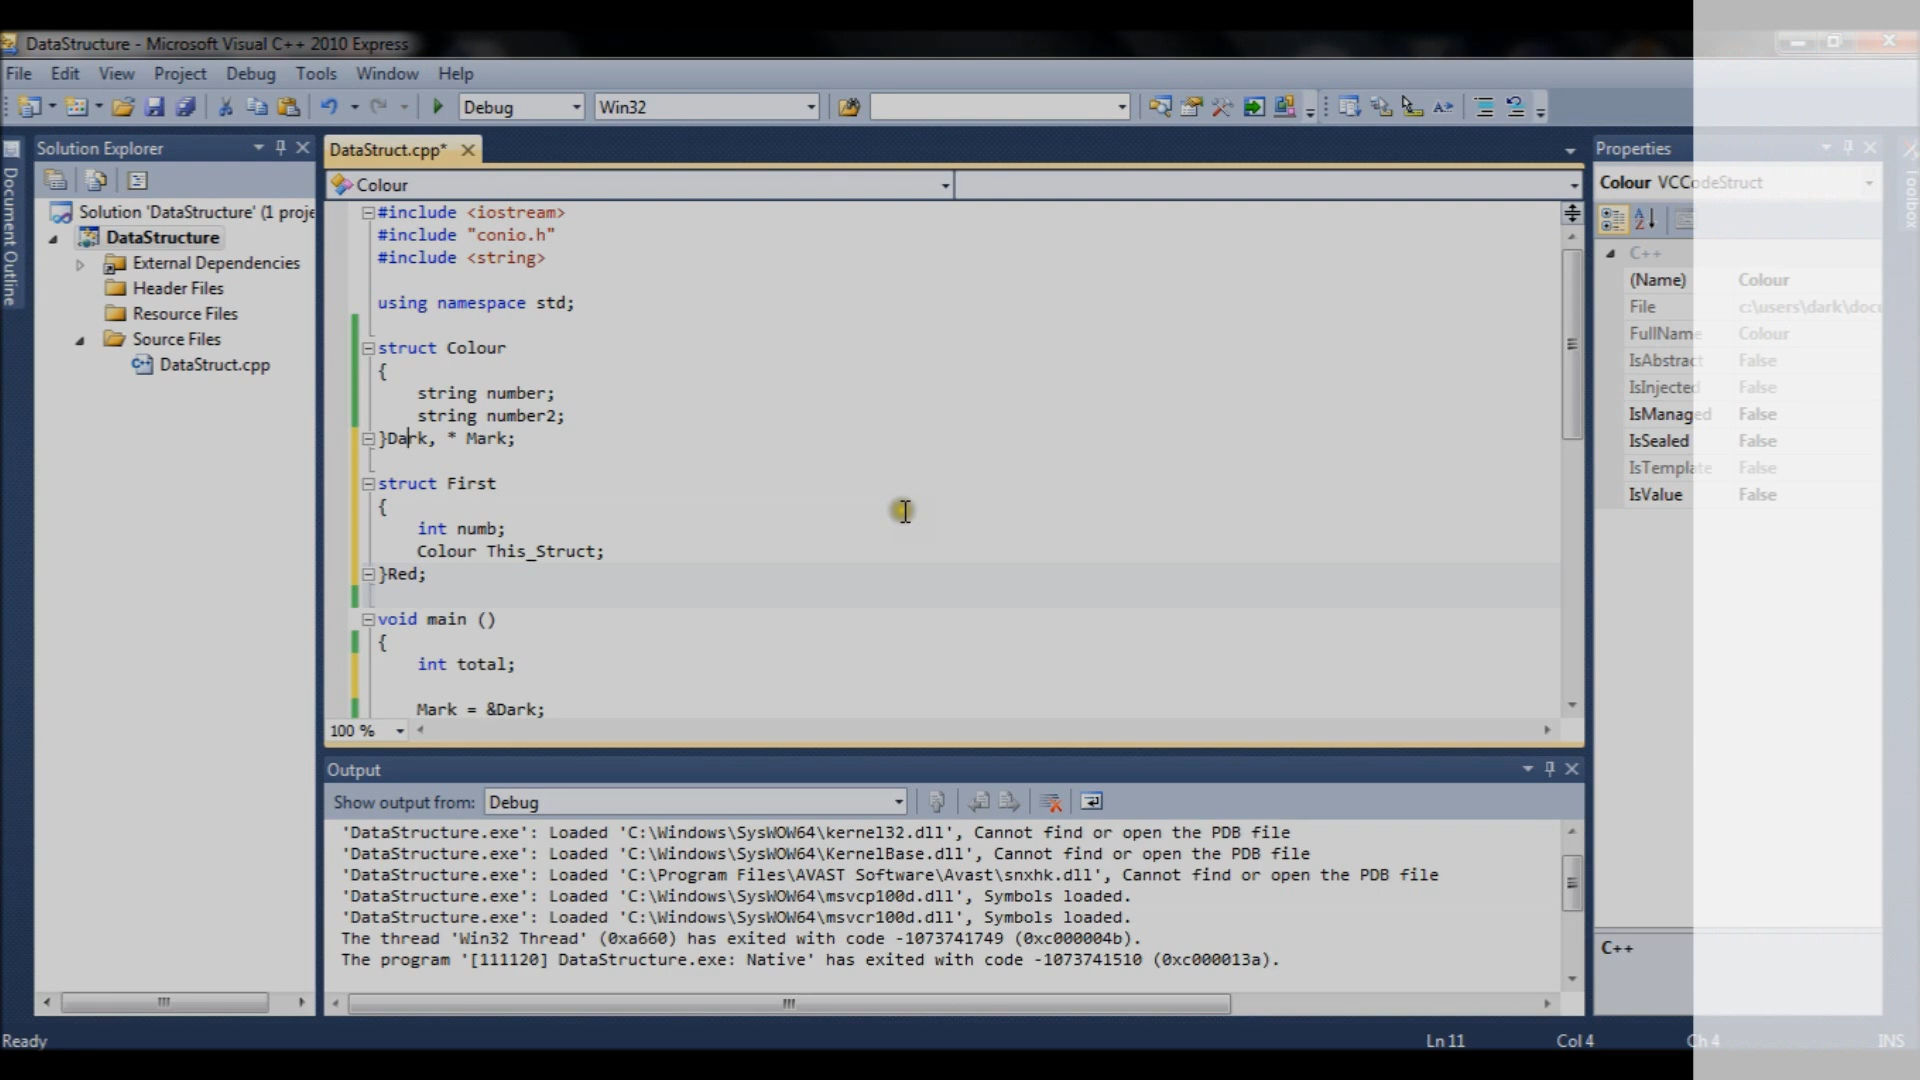 DataStructure - Microsoft Visual C++ 2010 Express
File Edit View Project Debug Tools Window Help
Debug Win32
Document Outline
Solution Explorer
Solution 'DataStructure' (1 proje
DataStructure
External Dependencies
Header Files
Resource Files
Source Files
DataStruct.cpp
DataStruct.cpp*
Colour
#include <iostream>
#include "conio.h"
#include <string>
using namespace std;
struct Colour
{
string number;
string number2;
}Dark, * Mark;
struct First
{
int numb;
Colour This_Struct;
}Red;
void main ()
{
int total;
Mark = &Dark;
100 %
Output
Show output from: Debug
'DataStructure.exe': Loaded 'C:\Windows\SysWOW64\kernel32.dll', Cannot find or open the PDB file
'DataStructure.exe': Loaded 'C:\Windows\SysWOW64\KernelBase.dll', Cannot find or open the PDB file
'DataStructure.exe': Loaded 'C:\Program Files\AVAST Software\Avast\snxhk.dll', Cannot find or open the PDB file
'DataStructure.exe': Loaded 'C:\Windows\SysWOW64\msvcp100d.dll', Symbols loaded.
'DataStructure.exe': Loaded 'C:\Windows\SysWOW64\msvcr100d.dll', Symbols loaded.
The thread 'Win32 Thread' (0xa660) has exited with code -1073741749 (0xc000004b).
The program '[111120] DataStructure.exe: Native' has exited with code -1073741510 (0xc000013a).
Properties
Colour VCCodeStruct
C++
(Name) Colour
File c:\users\dark\docu
FullName Colour
IsAbstract False
IsInjected False
IsManaged False
IsSealed False
IsTemplate False
IsValue False
C++
Toolbox
Ready
Ln 11 Col 4 Ch 4 INS